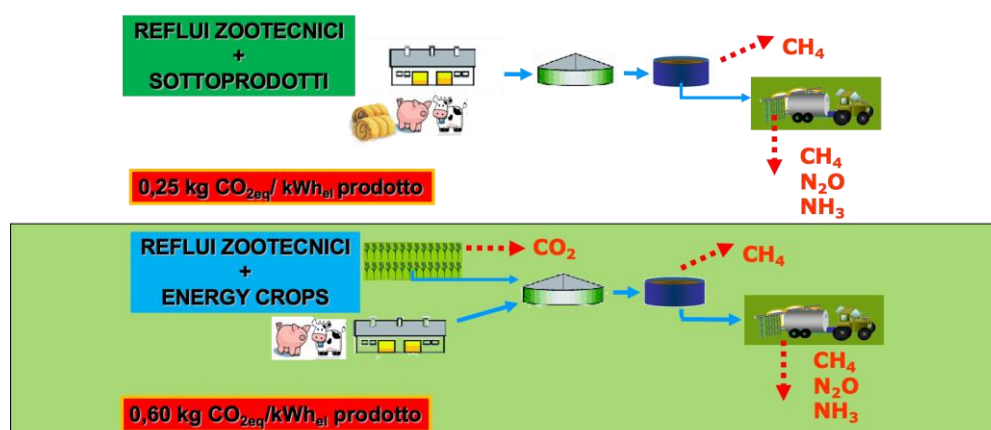 REFLUI ZOOTECNICI
+
SOTTOPRODOTTI
CH₄
CH₄
N₂O
NH₃
0,25 kg CO₂eq/ kWhel prodotto
REFLUI ZOOTECNICI
+
ENERGY CROPS
CO₂
CH₄
CH₄
N₂O
NH₃
0,60 kg CO₂eq/kWhel prodotto